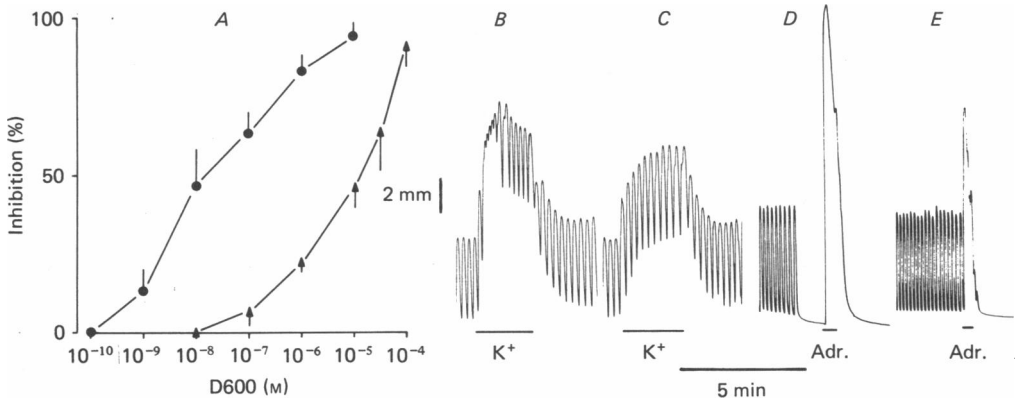 A B C D E
100
50
0
Inhibition (%)
10⁻¹⁰ 10⁻⁹ 10⁻⁸ 10⁻⁷ 10⁻⁶ 10⁻⁵ 10⁻⁴
D600 (M)
2 mm
K⁺
K⁺
Adr.
Adr.
5 min